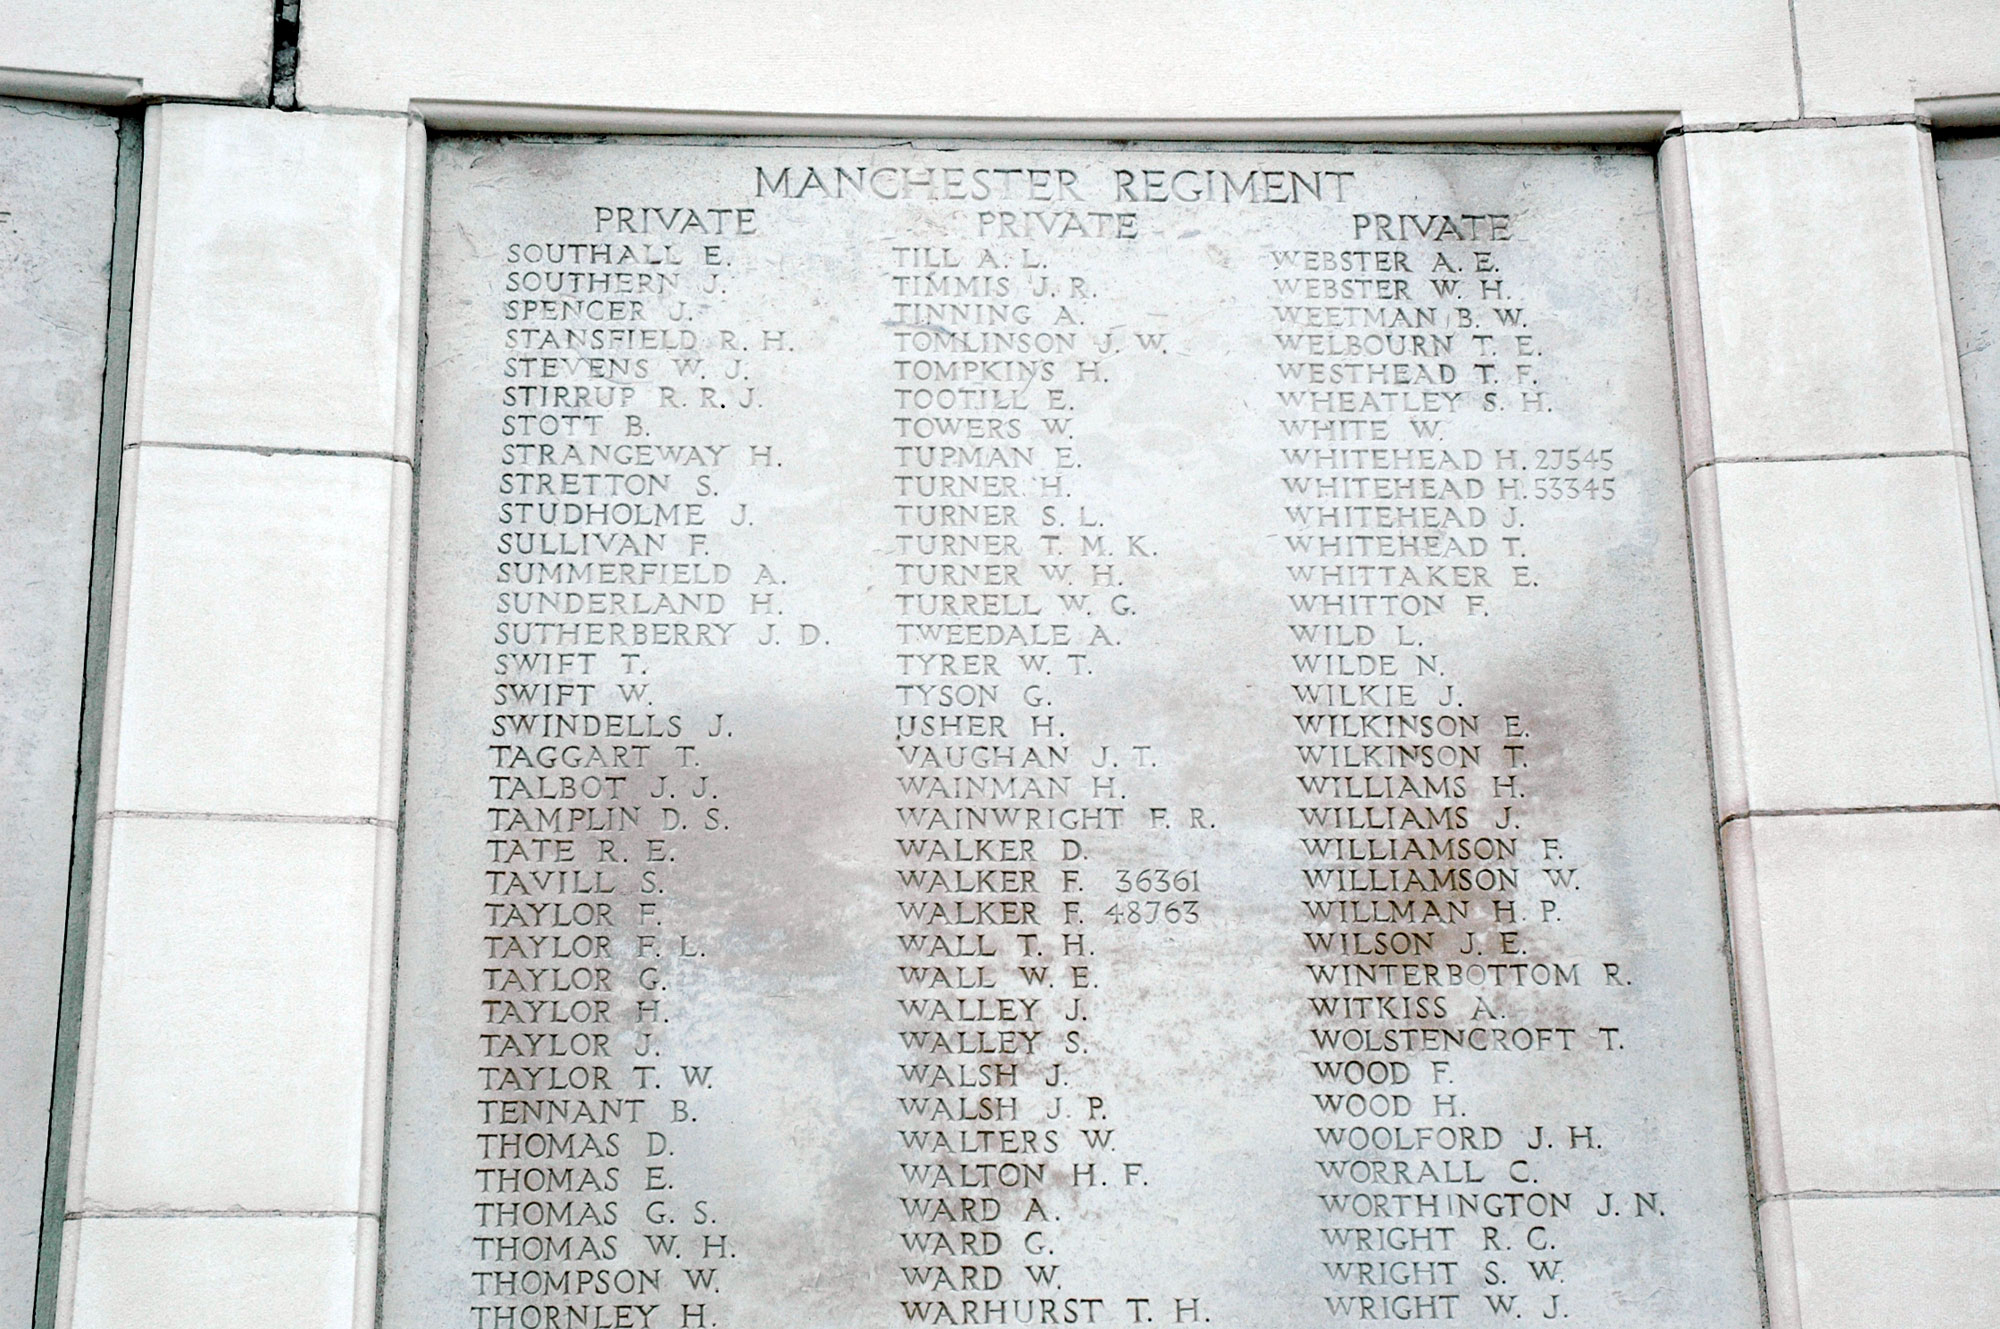 MANCHESTER REGIMENT
PRIVATE
SOUTHALL E.
SOUTHERN J.
SPENCER J.
STANSFIELD R. H.
STEVENS W. J.
STIRRUP R. R. J.
STOTT B.
STRANGEWAY H.
STRETTON S.
STUDHOLME J.
SULLIVAN F.
SUMMERFIELD A.
SUNDERLAND H.
SUTHERBERRY J. D.
SWIFT T.
SWIFT W.
SWINDELLS J.
TAGGART T.
TALBOT J. J.
TAMPLIN D. S.
TATE R. E.
TAVILL S.
TAYLOR F.
TAYLOR F. L.
TAYLOR G.
TAYLOR H.
TAYLOR J.
TAYLOR T. W.
TENNANT B.
THOMAS D.
THOMAS E.
THOMAS G. S.
THOMAS W. H.
THOMPSON W.
THORNLEY H.
PRIVATE
TILL A. L.
TIMMIS J. R.
TINNING A.
TOMLINSON J. W.
TOMPKINS H.
TOOTILL E.
TOWERS W.
TUPMAN E.
TURNER H.
TURNER S. L.
TURNER T. M. K.
TURNER W. H.
TURRELL W. G.
TWEEDALE A.
TYRER W. T.
TYSON G.
USHER H.
VAUGHAN J. T.
WAINMAN H.
WAINWRIGHT F. R.
WALKER D.
WALKER F. 36361
WALKER F. 48763
WALL T. H.
WALL W. E.
WALLEY J.
WALLEY S.
WALSH J.
WALSH J. P.
WALTERS W.
WALTON H. F.
WARD A.
WARD G.
WARD W.
WARHURST T. H.
PRIVATE
WEBSTER A. E.
WEBSTER W. H.
WEETMAN B. W.
WELBOURN T. E.
WESTHEAD T. F.
WHEATLEY S. H.
WHITE W.
WHITEHEAD H. 27545
WHITEHEAD H. 53345
WHITEHEAD J.
WHITEHEAD T.
WHITTAKER E.
WHITTON F.
WILD L.
WILDE N.
WILKIE J.
WILKINSON E.
WILKINSON T.
WILLIAMS H.
WILLIAMS J.
WILLIAMSON F.
WILLIAMSON W.
WILLMAN H. P.
WILSON J. E.
WINTERBOTTOM R.
WITKISS A.
WOLSTENCROFT T.
WOOD F.
WOOD H.
WOOLFORD J. H.
WORRALL C.
WORTHINGTON J. N.
WRIGHT R. C.
WRIGHT S. W.
WRIGHT W. J.